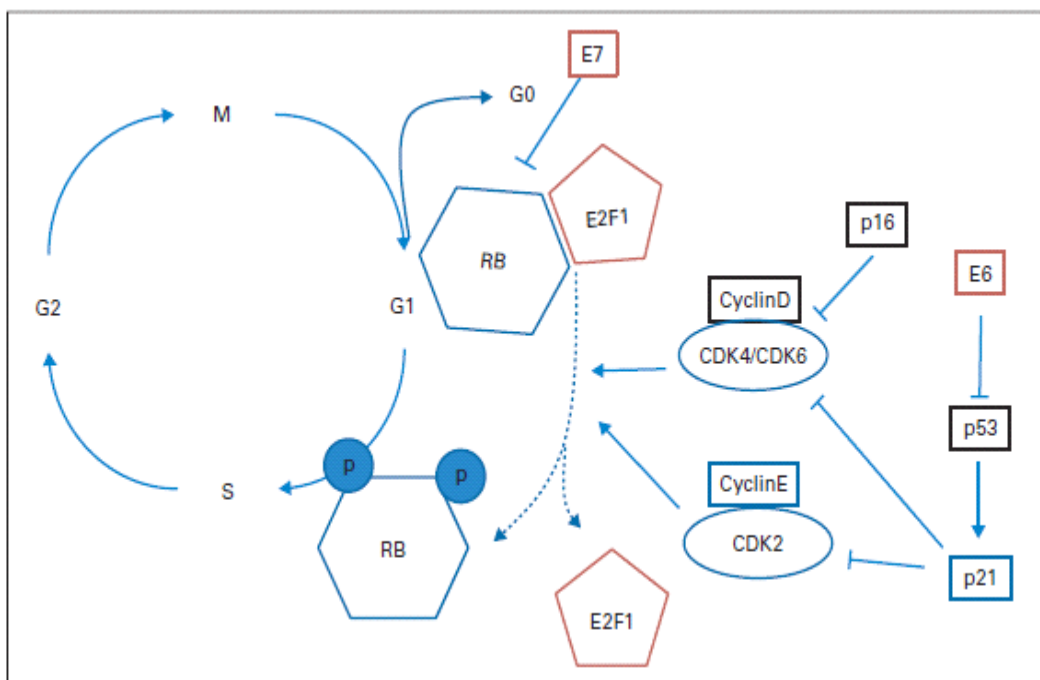 E7
G0
M
E2F1
p16
RB
E6
CyclinD
G2
G1
CDK4/CDK6
p53
p
p
CyclinE
S
RB
CDK2
p21
E2F1